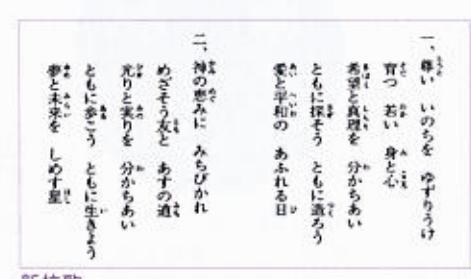 一、尊い いのちを ゆずりうけ
育つ 若い 身と心
希望と真理を 分かちあい
ともに探そう ともに造ろう
愛と平和の あふれる日
二、神の恵みに みちびかれ
めざそう友と あすの道
光りと実りを 分かちあい
ともに歩こう ともに生きよう
夢と未来を しめす星